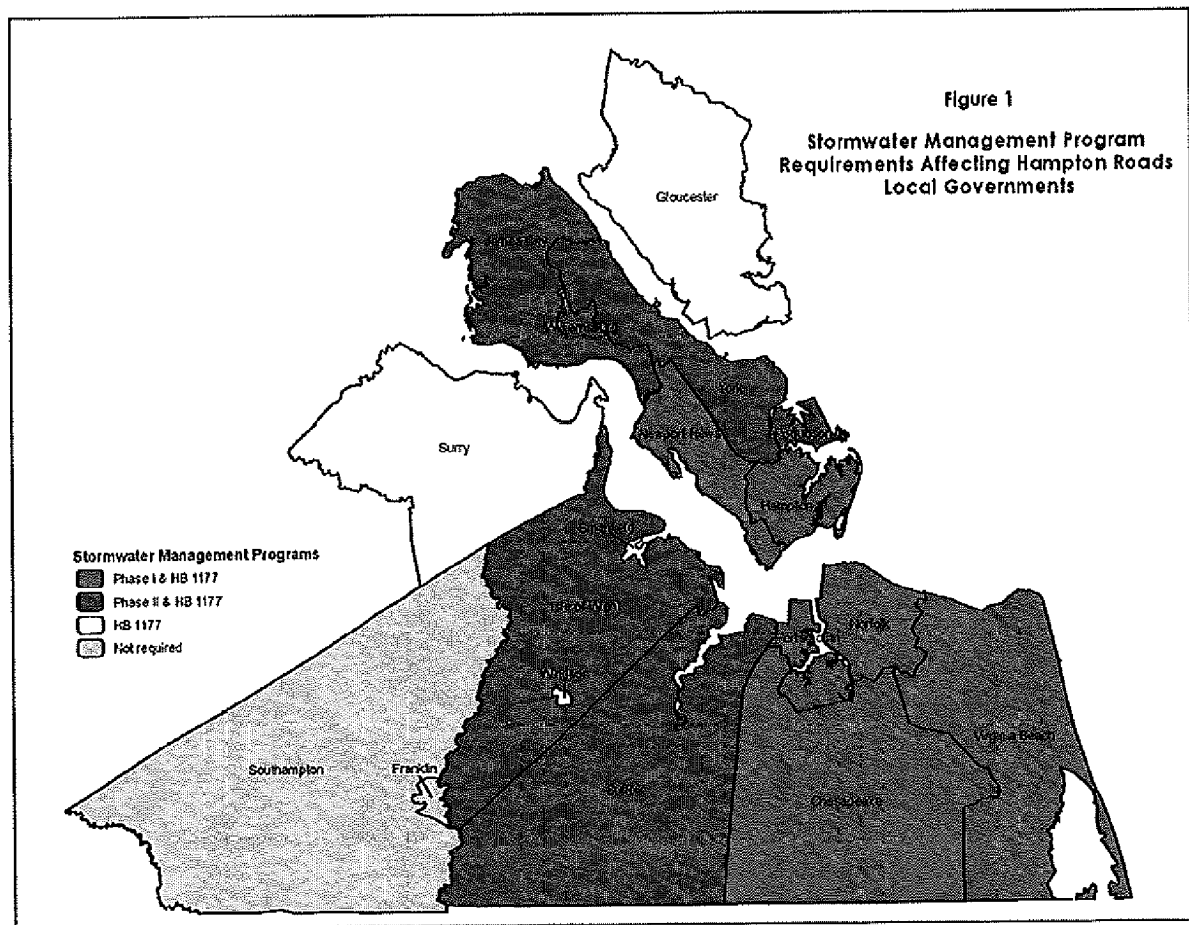 Figure 1
Stormwater Management Program
Requirements Affecting Hampton Roads
Local Governments
Gloucester
York
Newport News
Surry
Hampton
Smithfield
Stormwater Management Programs
Phase I & HB 1177
Phase II & HB 1177
HB 1177
Not required
Norfolk
Windsor
Virginia Beach
Southampton
Franklin
Chesapeake